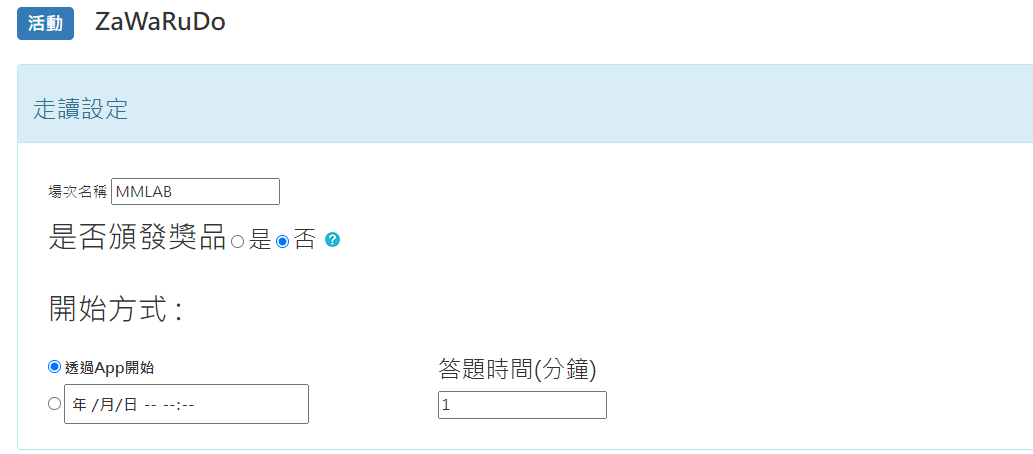 活動 ZaWaRuDo
走讀設定
場次名稱 MMLAB
是否頒發獎品 是 否 ?
開始方式 :
透過App開始
年 /月/日 -- --:--
答題時間(分鐘)
1